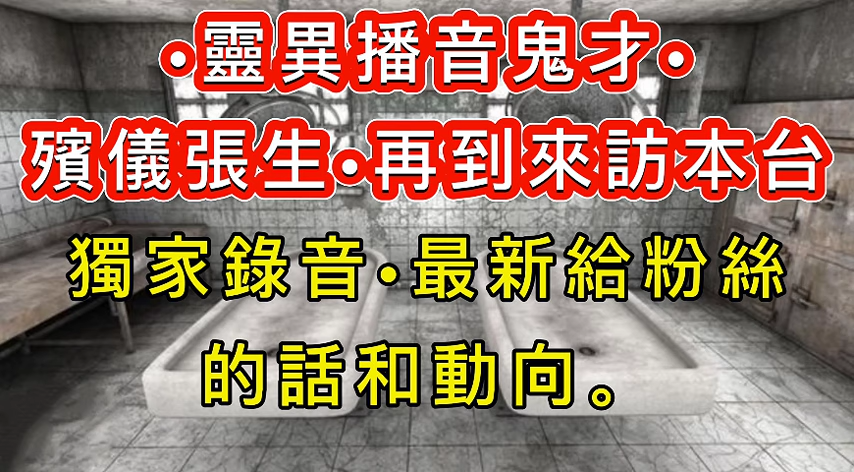 •靈異播音鬼才•
殯儀張生•再到來訪本台
獨家錄音•最新給粉絲
的話和動向。